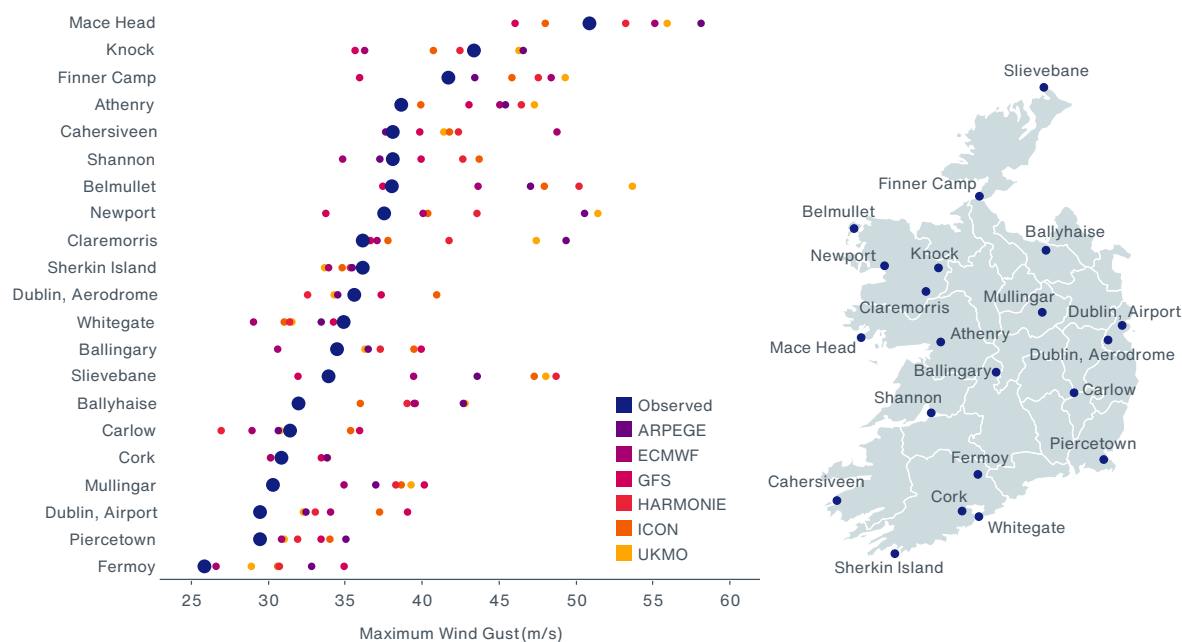 Mace Head
Knock
Finner Camp
Athenry
Cahersiveen
Shannon
Belmullet
Newport
Claremorris
Sherkin Island
Dublin, Aerodrome
Whitegate
Ballingary
Slievebane
Ballyhaise
Carlow
Cork
Mullingar
Dublin, Airport
Piercetown
Fermoy
25 30 35 40 45 50 55 60
Maximum Wind Gust (m/s)
Observed
ARPEGE
ECMWF
GFS
HARMONIE
ICON
UKMO
Slievebane
Finner Camp
Belmullet
Ballyhaise
Newport
Knock
Mullingar
Claremorris
Dublin, Airport
Athenry
Mace Head
Dublin, Aerodrome
Ballingary
Carlow
Shannon
Piercetown
Fermoy
Cahersiveen
Cork
Whitegate
Sherkin Island